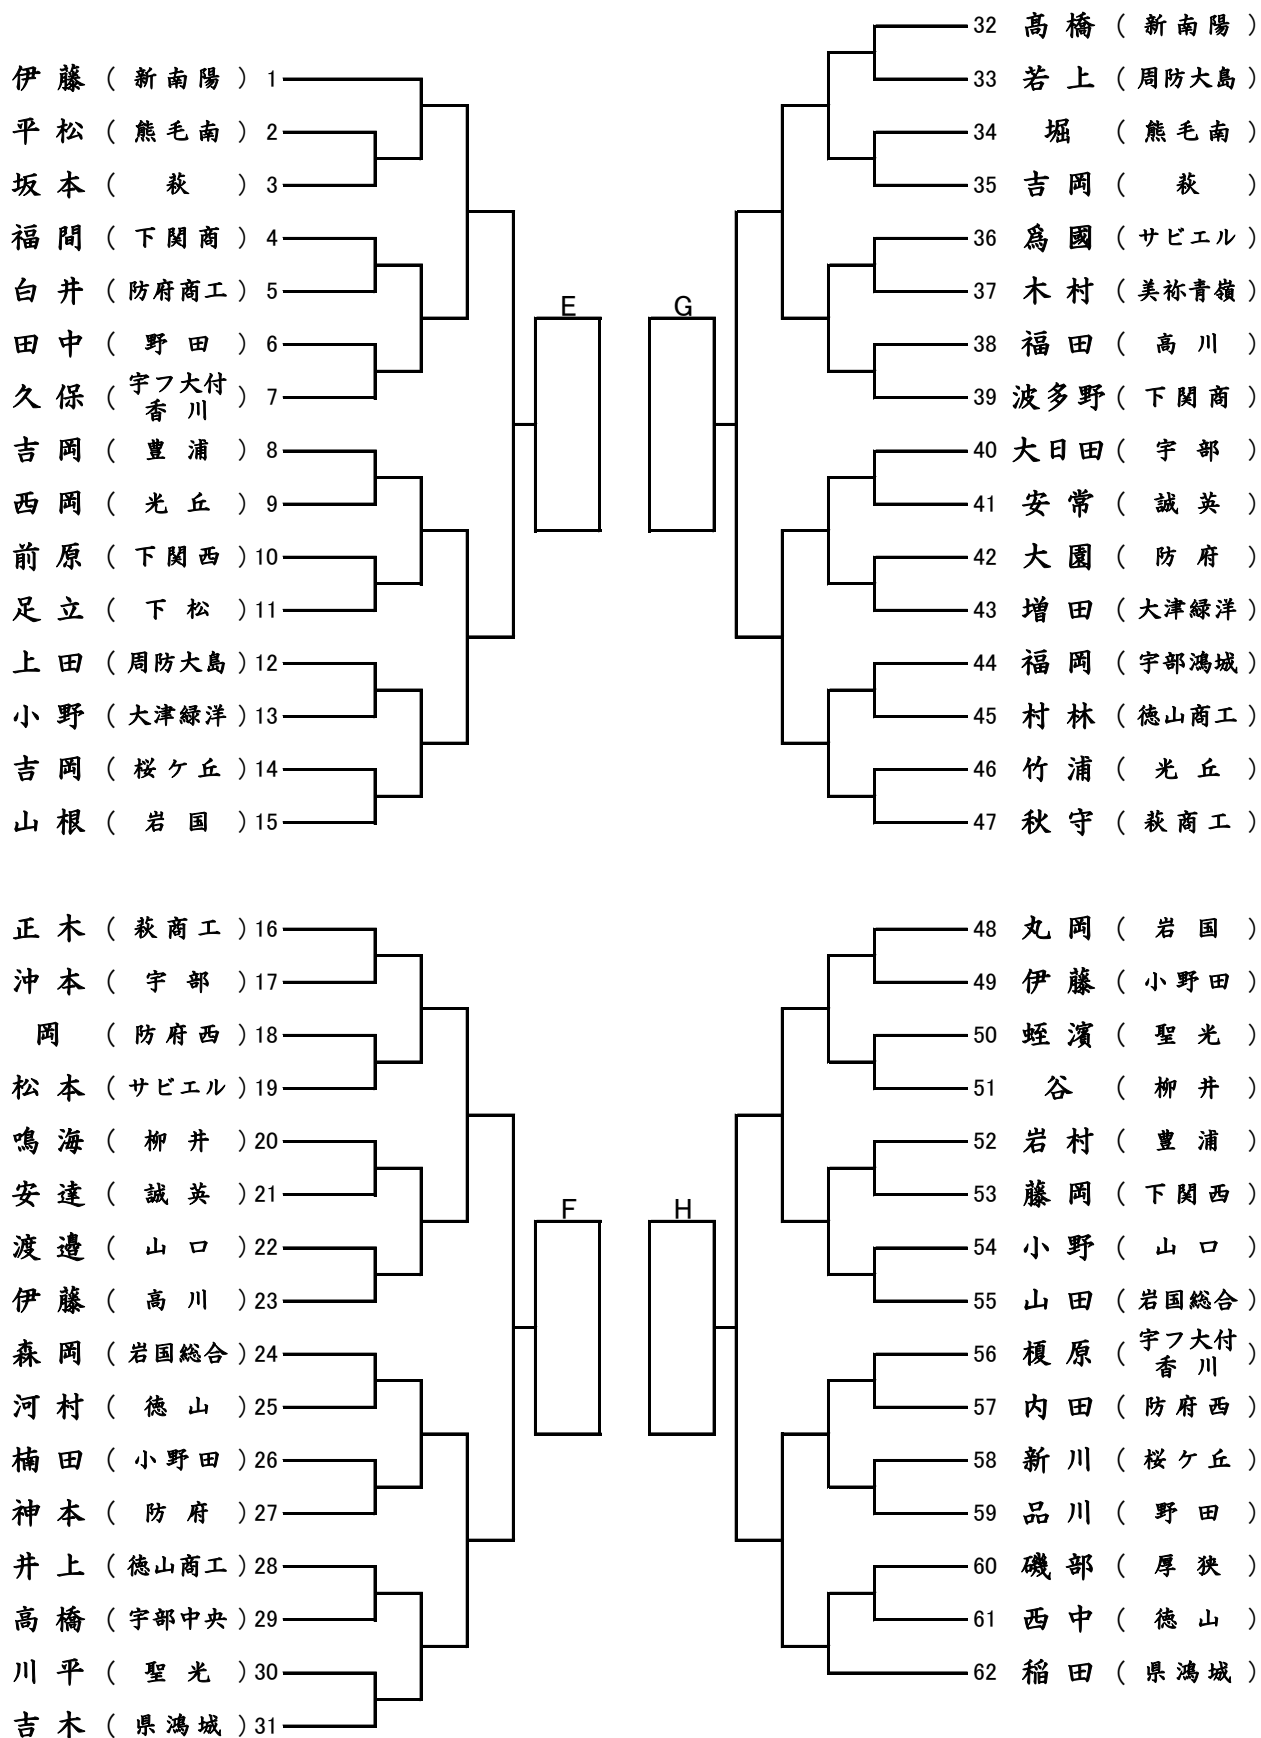 伊藤（新南陽）1
平松（熊毛南）2
坂本（萩）3
福間（下関商）4
白井（防府商工）5
田中（野田）6
久保（宇フ大付香川）7
吉岡（豊浦）8
西岡（光丘）9
前原（下関西）10
足立（下松）11
上田（周防大島）12
小野（大津緑洋）13
吉岡（桜ケ丘）14
山根（岩国）15
E
正木（萩商工）16
沖本（宇部）17
岡（防府西）18
松本（サビエル）19
鳴海（柳井）20
安達（誠英）21
渡邉（山口）22
伊藤（高川）23
森岡（岩国総合）24
河村（徳山）25
楠田（小野田）26
神本（防府）27
井上（徳山商工）28
高橋（宇部中央）29
川平（聖光）30
吉木（県鴻城）31
F
32 髙橋（新南陽）
33 若上（周防大島）
34 堀（熊毛南）
35 吉岡（萩）
36 爲國（サビエル）
37 木村（美祢青嶺）
38 福田（高川）
39 波多野（下関商）
40 大日田（宇部）
41 安常（誠英）
42 大園（防府）
43 増田（大津緑洋）
44 福岡（宇部鴻城）
45 村林（徳山商工）
46 竹浦（光丘）
47 秋守（萩商工）
G
48 丸岡（岩国）
49 伊藤（小野田）
50 蛭濱（聖光）
51 谷（柳井）
52 岩村（豊浦）
53 藤岡（下関西）
54 小野（山口）
55 山田（岩国総合）
56 榎原（宇フ大付香川）
57 内田（防府西）
58 新川（桜ケ丘）
59 品川（野田）
60 磯部（厚狭）
61 西中（徳山）
62 稲田（県鴻城）
H